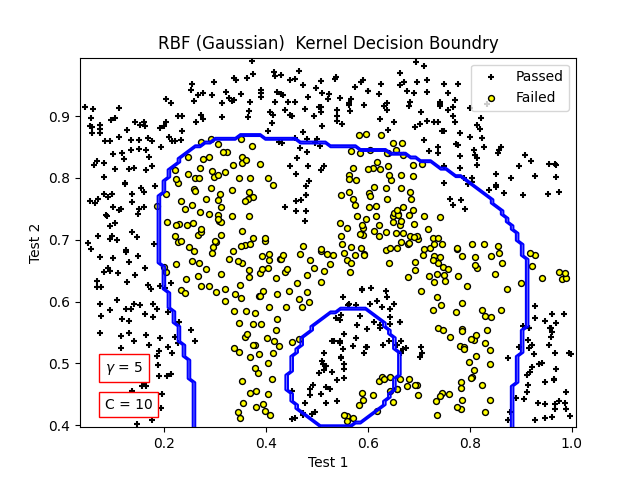 RBF (Gaussian)  Kernel Decision Boundry
Passed
Failed
0.9
0.8
0.7
0.6
0.5
0.4
Test 2
γ = 5
C = 10
0.2
0.4
0.6
0.8
1.0
Test 1